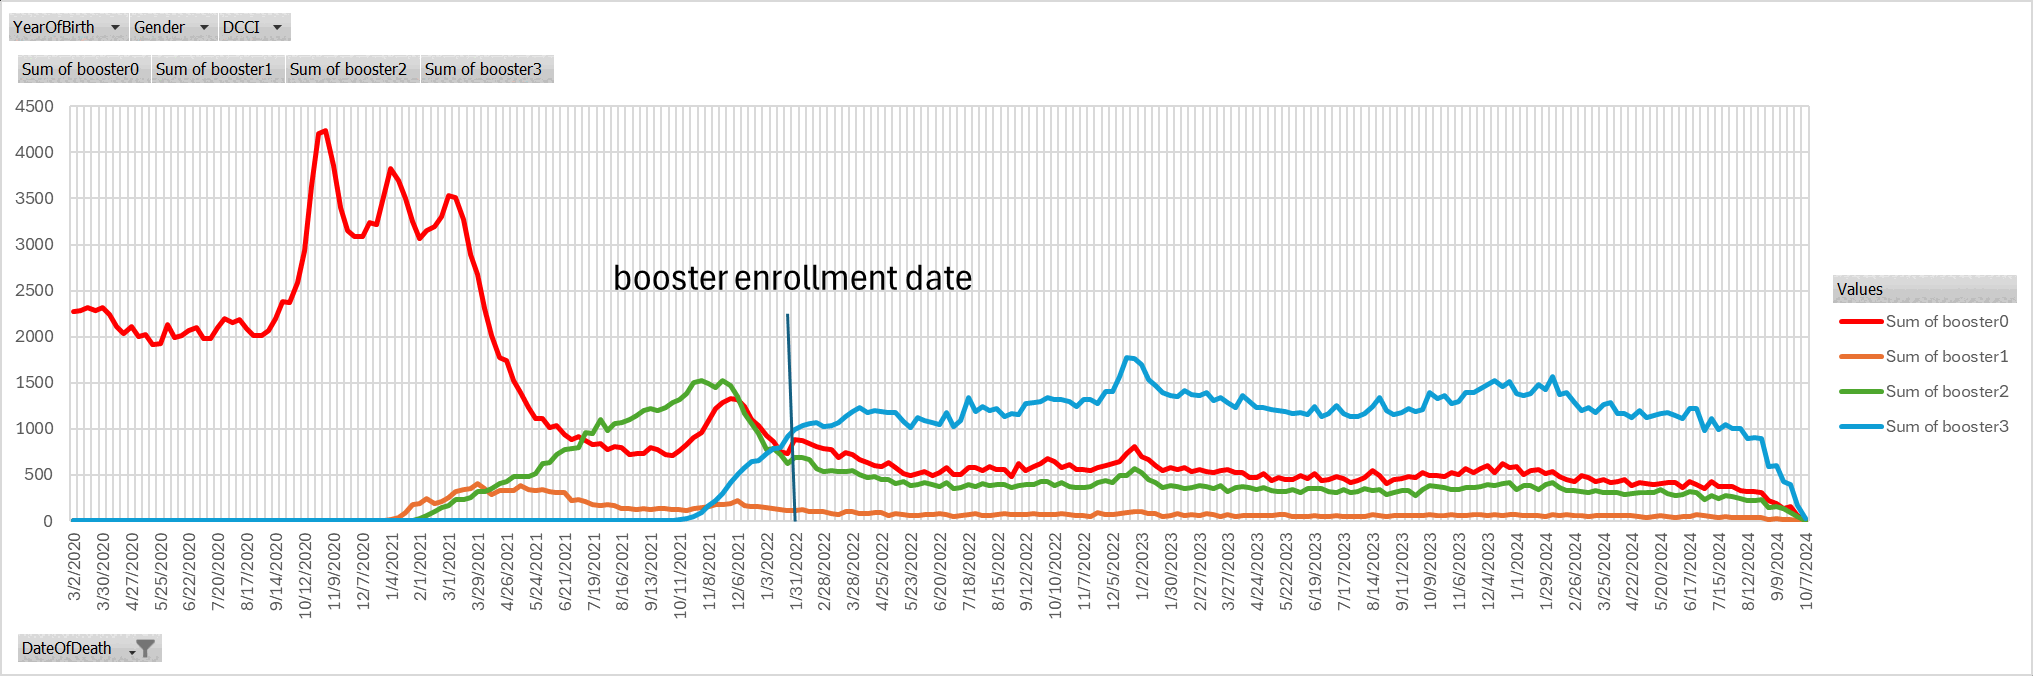 YearOfBirth Gender DCCI
Sum of booster0 Sum of booster1 Sum of booster2 Sum of booster3
4500
4000
3500
3000
2500
2000
1500
1000
500
0
booster enrollment date
3/2/2020 3/30/2020 4/27/2020 5/25/2020 6/22/2020 7/20/2020 8/17/2020 9/14/2020 10/12/2020 11/9/2020 12/7/2020 1/4/2021 2/1/2021 3/1/2021 3/29/2021 4/26/2021 5/24/2021 6/21/2021 7/19/2021 8/16/2021 9/13/2021 10/11/2021 11/8/2021 12/6/2021 1/3/2022 1/31/2022 2/28/2022 3/28/2022 4/25/2022 5/23/2022 6/20/2022 7/18/2022 8/15/2022 9/12/2022 10/10/2022 11/7/2022 12/5/2022 1/2/2023 1/30/2023 2/27/2023 3/27/2023 4/24/2023 5/22/2023 6/19/2023 7/17/2023 8/14/2023 9/11/2023 10/9/2023 11/6/2023 12/4/2023 1/1/2024 1/29/2024 2/26/2024 3/25/2024 4/22/2024 5/20/2024 6/17/2024 7/15/2024 8/12/2024 9/9/2024 10/7/2024
Values
Sum of booster0
Sum of booster1
Sum of booster2
Sum of booster3
DateOfDeath